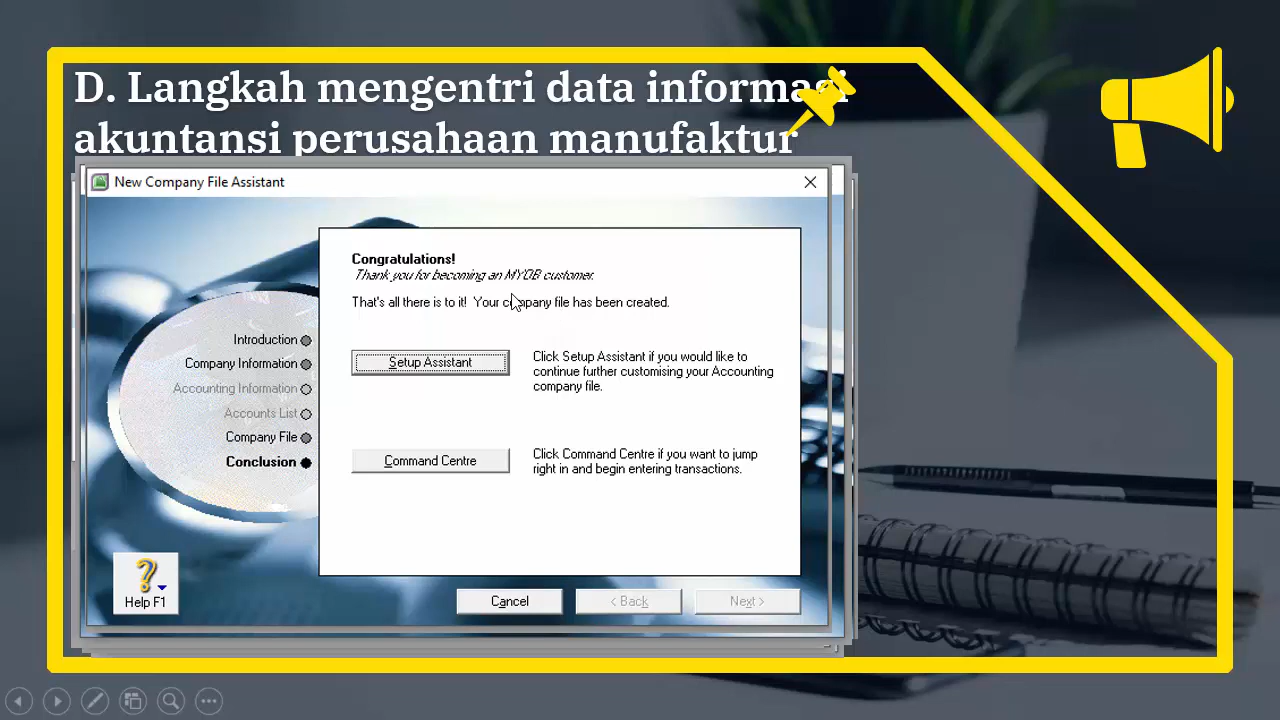 D. Langkah mengentri data informasi
akuntansi perusahaan manufaktur
New Company File Assistant
Congratulations!
Thank you for becoming an MYOB customer.
That's all there is to it! Your company file has been created.
Introduction
Company Information
Accounting Information
Accounts List
Company File
Conclusion
Setup Assistant
Click Setup Assistant if you would like to
continue further customising your Accounting
company file.
Command Centre
Click Command Centre if you want to jump
right in and begin entering transactions.
Help F1
Cancel
< Back
Next >